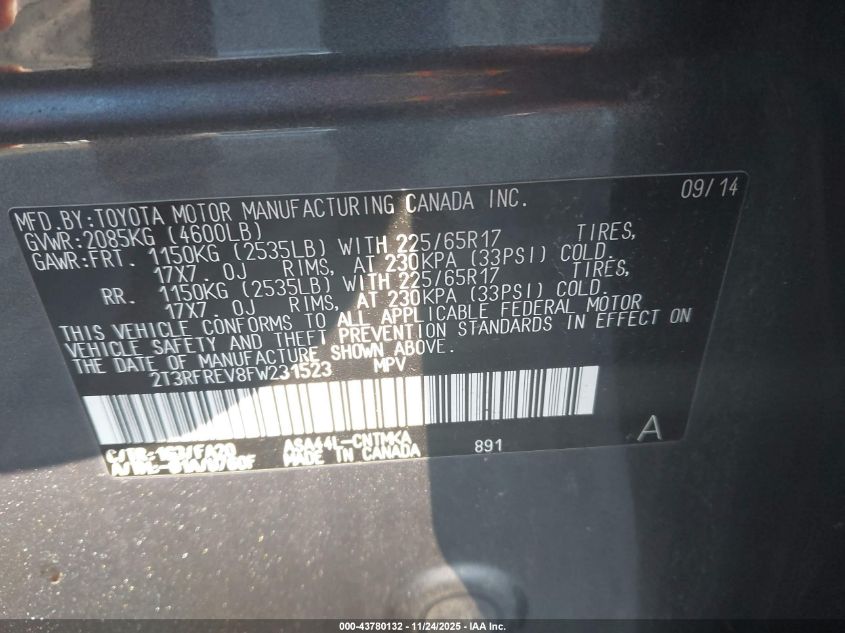 09/14
MFD.BY:TOYOTA MOTOR MANUFACTURING CANADA INC.
GVWR:2085KG (4600LB)
GAWR:FRT. 1150KG (2535LB) WITH 225/65R17 TIRES,
17X7.0J RIMS, AT 230KPA (33PSI) COLD.
RR. 1150KG (2535LB) WITH 225/65R17 TIRES,
17X7.0J RIMS, AT 230KPA (33PSI) COLD.
THIS VEHICLE CONFORMS TO ALL APPLICABLE FEDERAL MOTOR
VEHICLE SAFETY AND THEFT PREVENTION STANDARDS IN EFFECT ON
THE DATE OF MANUFACTURE SHOWN ABOVE.
2T3RFREV8FW231523 MPV
ASA44L-CNTMKA
MADE IN CANADA
891
A
000-43780132 - 11/24/2025 - IAA Inc.